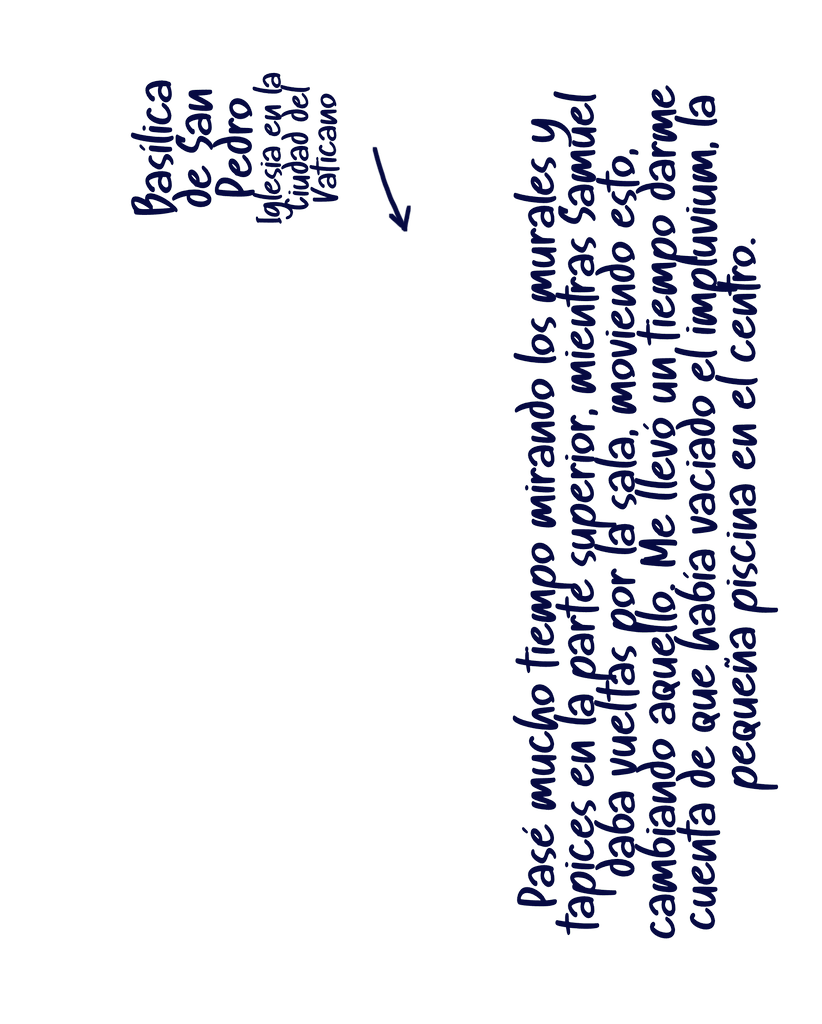 Basílica
de San
Pedro
Iglesia en la
Ciudad del
Vaticano
Pasé mucho tiempo mirando los murales y
tapices en la parte superior, mientras Samuel
daba vueltas por la sala, moviendo esto,
cambiando aquello. Me llevó un tiempo darme
cuenta de que había vaciado el impluvium, la
pequeña piscina en el centro.